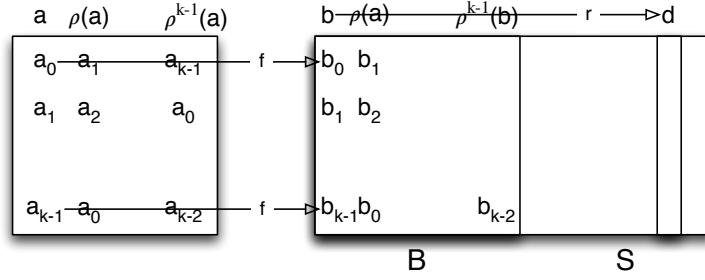 a ρ(a) ρ^{k-1}(a) b ρ(a) ρ^{k-1}(b) r d
a_0 a_1 a_{k-1} f b_0 b_1
a_1 a_2 a_0 b_1 b_2
a_{k-1} a_0 a_{k-2} f b_{k-1} b_0 b_{k-2}
B S